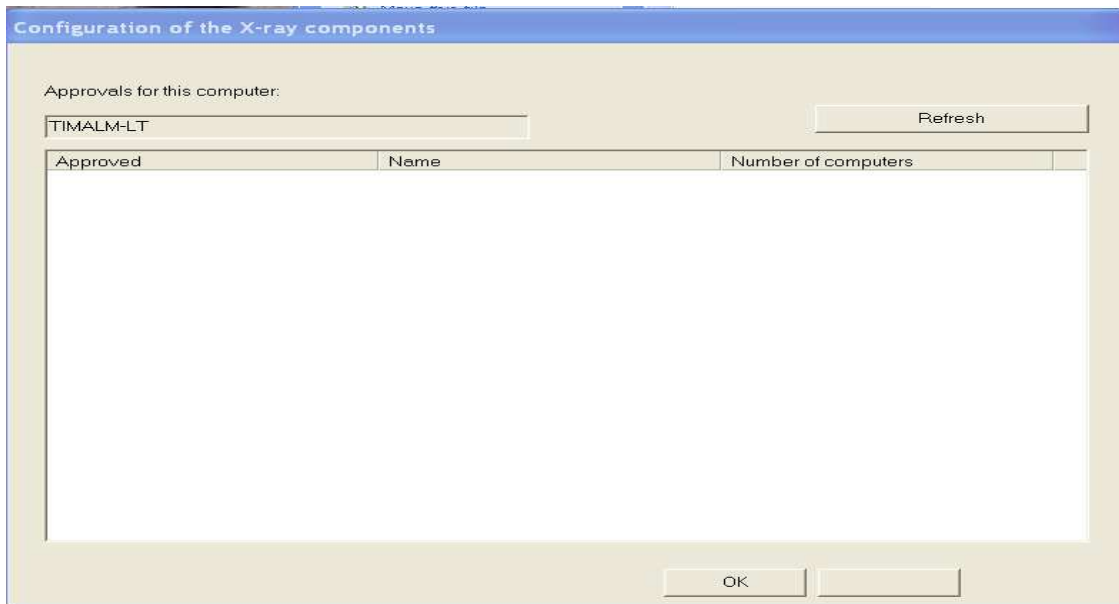 Configuration of the X-ray components
Approvals for this computer:
TIMALM-LT
Refresh
Approved Name Number of computers
OK